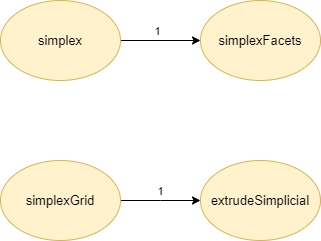 simplex
1
simplexFacets
simplexGrid
1
extrudeSimplicial